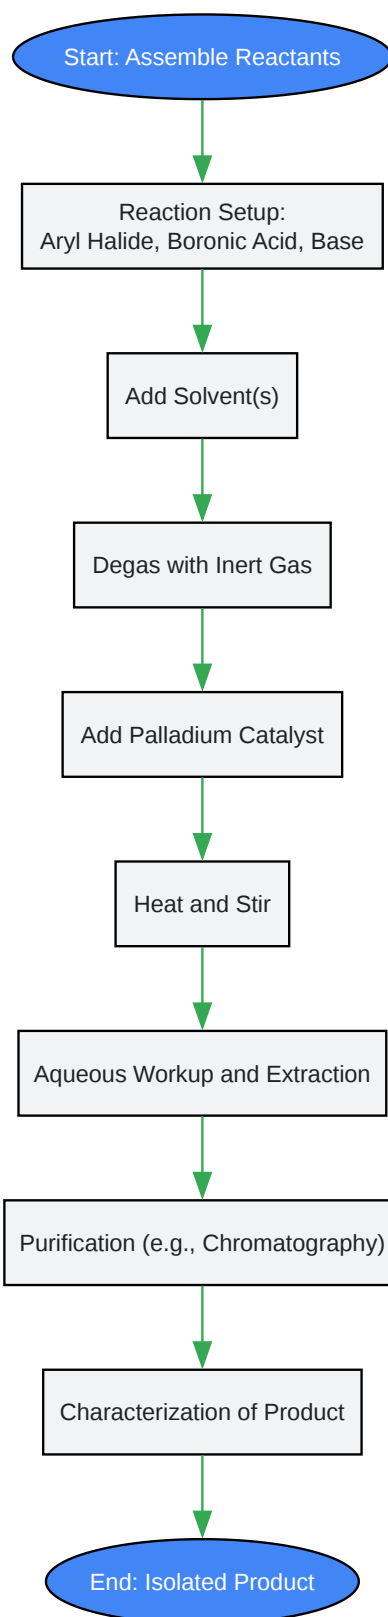 Start: Assemble Reactants
Reaction Setup:
Aryl Halide, Boronic Acid, Base
Add Solvent(s)
Degas with Inert Gas
Add Palladium Catalyst
Heat and Stir
Aqueous Workup and Extraction
Purification (e.g., Chromatography)
Characterization of Product
End: Isolated Product